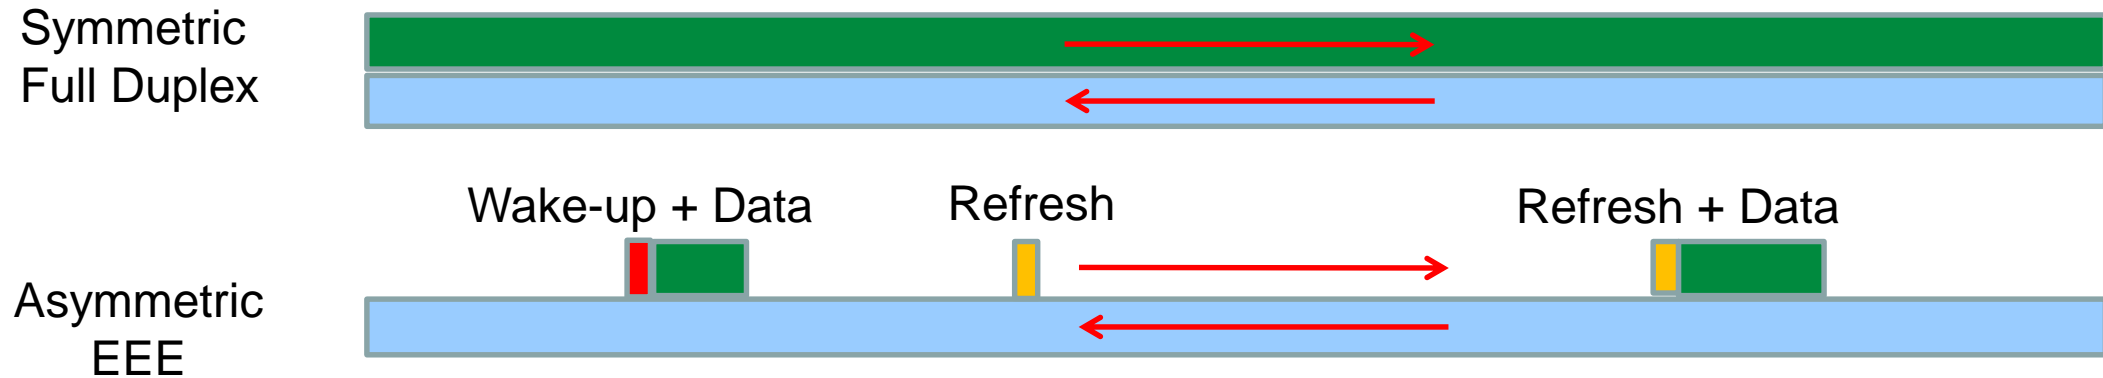 Symmetric
Full Duplex
Wake-up + Data
Refresh
Refresh + Data
Asymmetric
EEE